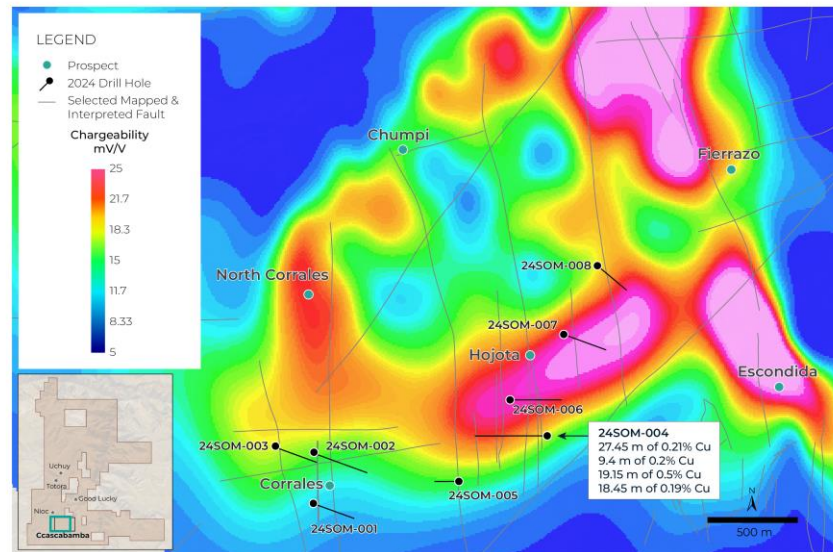 LEGEND
Prospect
2024 Drill Hole
Selected Mapped &
Interpreted Fault
Chargeability
mV/V
25
21.7
18.3
15
11.7
8.33
5
Chumpi
Fierrazo
North Corrales
24SOM-008
24SOM-007
Hojota
Escondida
24SOM-006
24SOM-004
27.45 m of 0.21% Cu
9.4 m of 0.2% Cu
19.15 m of 0.5% Cu
18.45 m of 0.19% Cu
24SOM-003
24SOM-002
Corrales
24SOM-005
24SOM-001
N
500 m
Uchuy
Totora
Good Lucky
Nioc
Ccascabamba